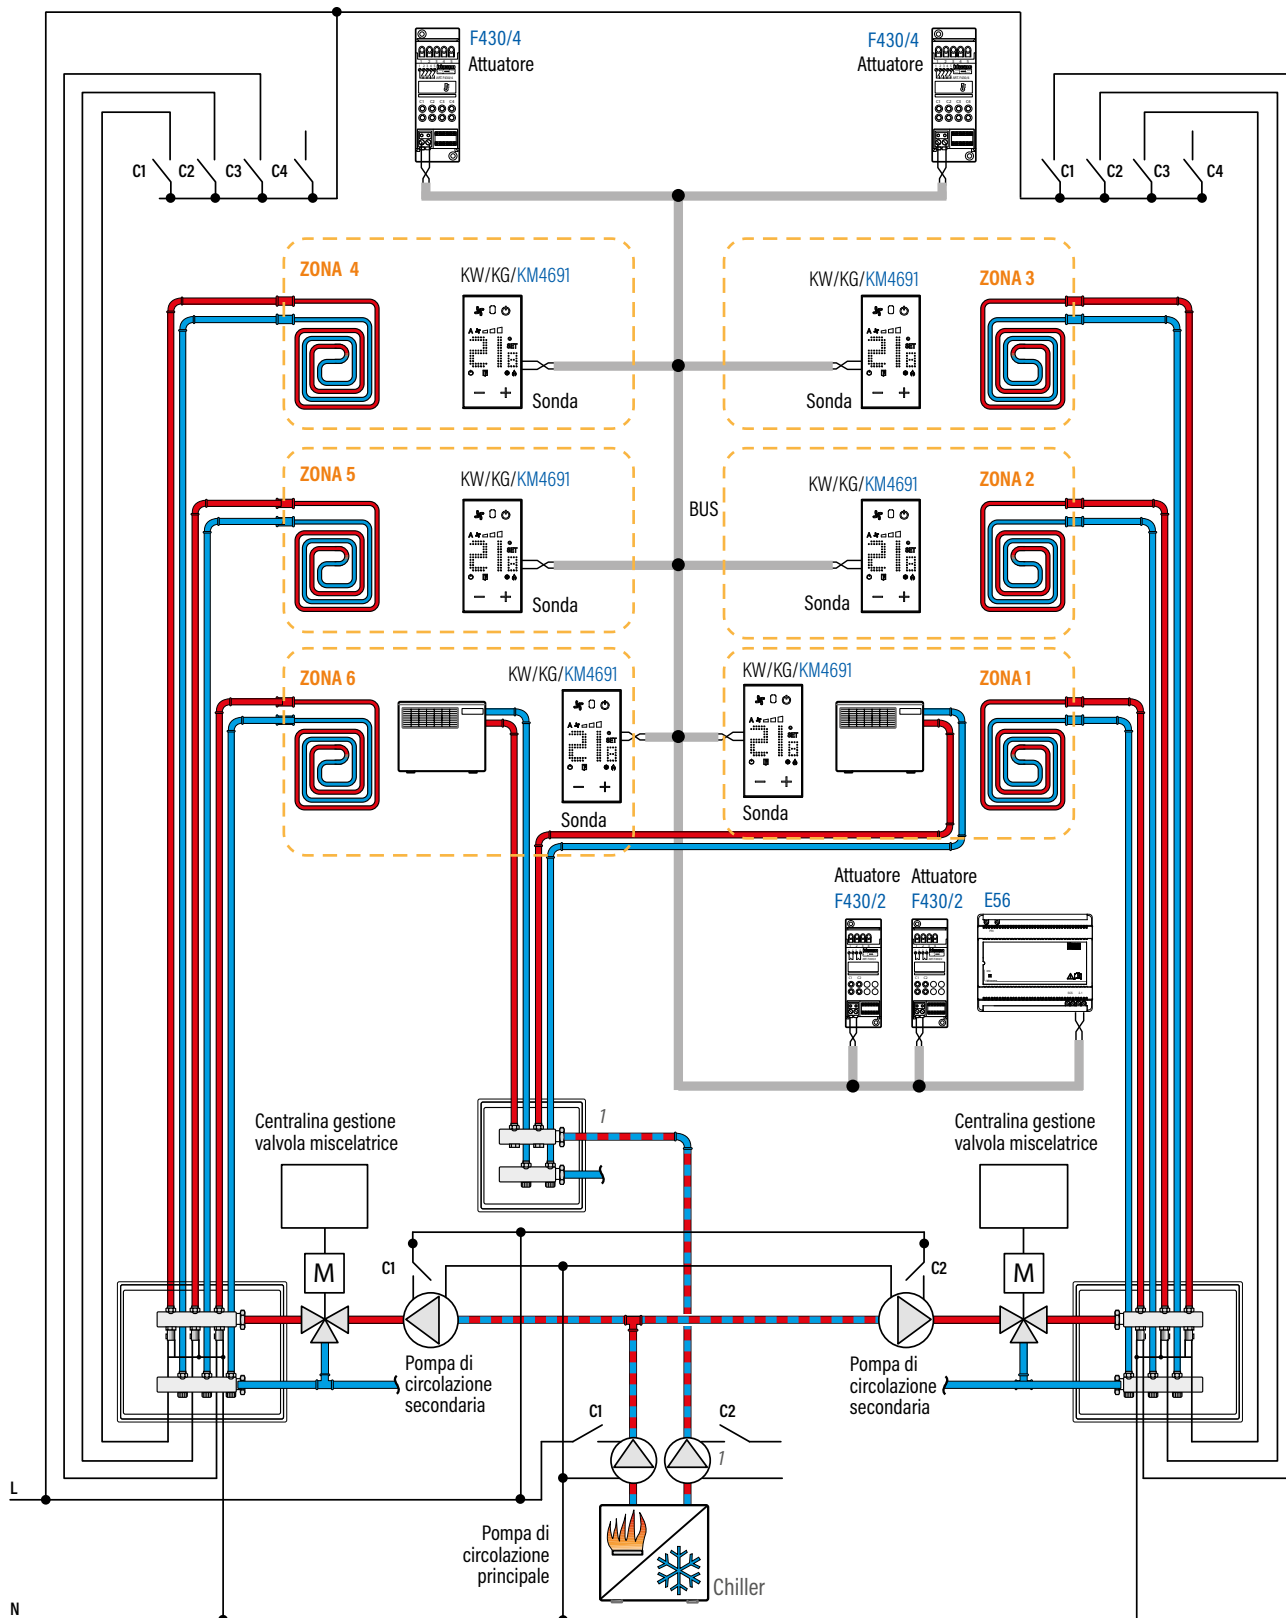 F430/4
Attuatore
F430/4
Attuatore
C1
C2
C3
C4
C1
C2
C3
C4
ZONA 4
KW/KG/KM4691
Sonda
KW/KG/KM4691
ZONA 3
Sonda
ZONA 5
KW/KG/KM4691
Sonda
BUS
KW/KG/KM4691
ZONA 2
Sonda
ZONA 6
KW/KG/KM4691
Sonda
KW/KG/KM4691
ZONA 1
Sonda
Attuatore
F430/2
Attuatore
F430/2
E56
Centralina gestione
valvola miscelatrice
1
Centralina gestione
valvola miscelatrice
M
C1
C2
M
Pompa di
circolazione
secondaria
Pompa di
circolazione
secondaria
C1
C2
1
L
Pompa di
circolazione
principale
Chiller
N